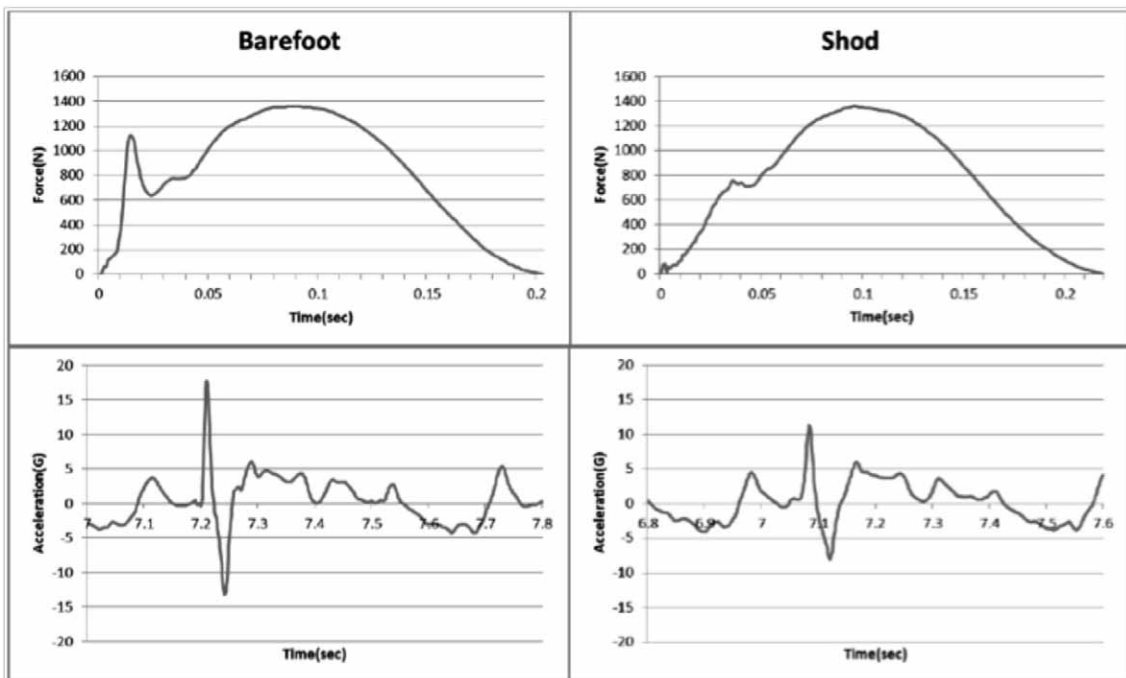 Barefoot
1600
1400
1200
1000
800
600
400
200
0
Force(N)
0 0.05 0.1 0.15 0.2
Time(sec)
Shod
1600
1400
1200
1000
800
600
400
200
0
Force(N)
0 0.05 0.1 0.15 0.2
Time(sec)
20
15
10
5
0
-5
-10
-15
-20
Acceleration(G)
7 7.1 7.2 7.3 7.4 7.5 7.6 7.7 7.8
Time(sec)
20
15
10
5
0
-5
-10
-15
-20
Acceleration(G)
6.8 6.9 7 7.1 7.2 7.3 7.4 7.5 7.6
Time(sec)